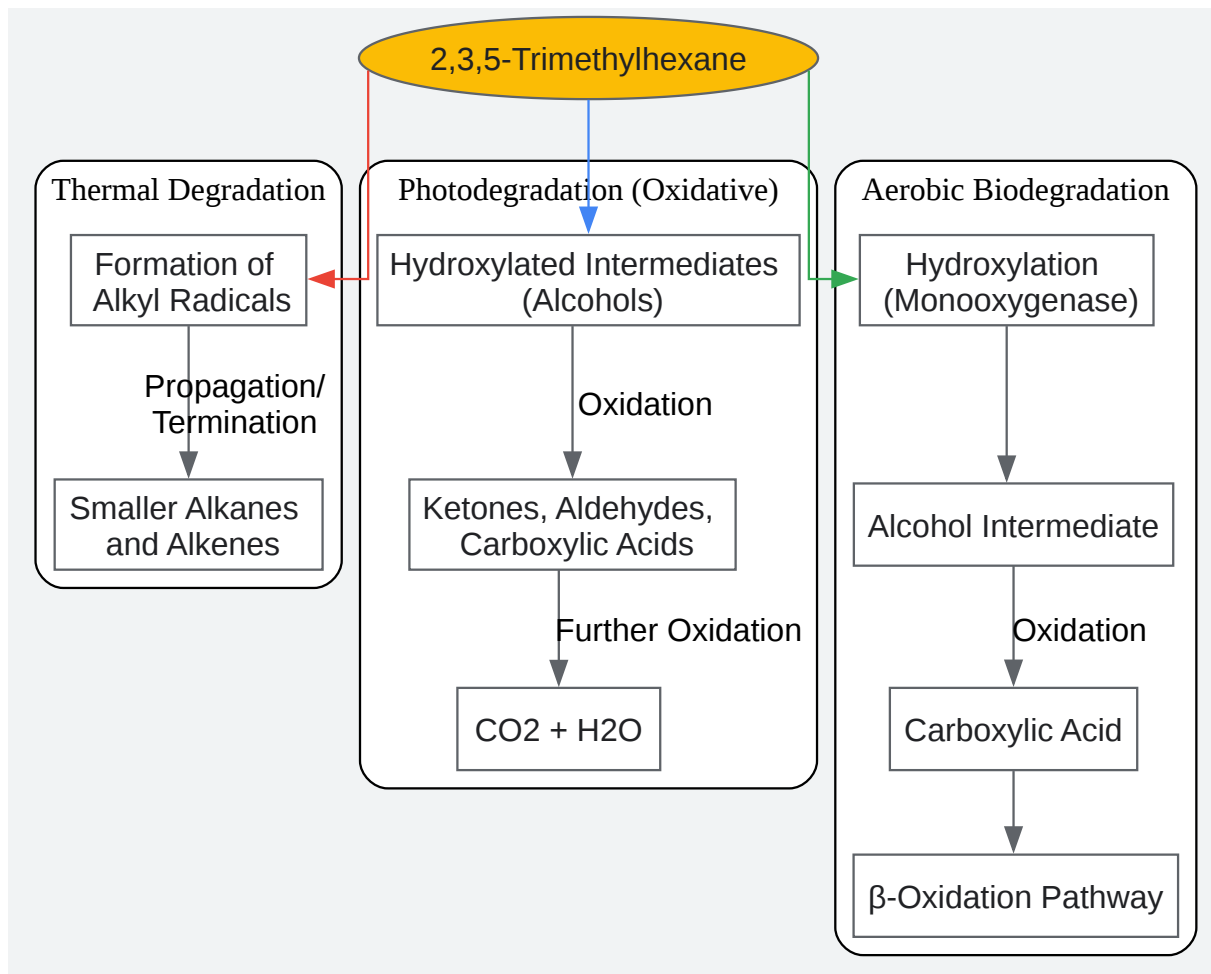 2,3,5-Trimethylhexane
Thermal Degradation
Formation of
Alkyl Radicals
Propagation/
Termination
Smaller Alkanes
and Alkenes
Photodegradation (Oxidative)
Hydroxylated Intermediates
(Alcohols)
Oxidation
Ketones, Aldehydes,
Carboxylic Acids
Further Oxidation
CO2 + H2O
Aerobic Biodegradation
Hydroxylation
(Monooxygenase)
Alcohol Intermediate
Oxidation
Carboxylic Acid
β-Oxidation Pathway